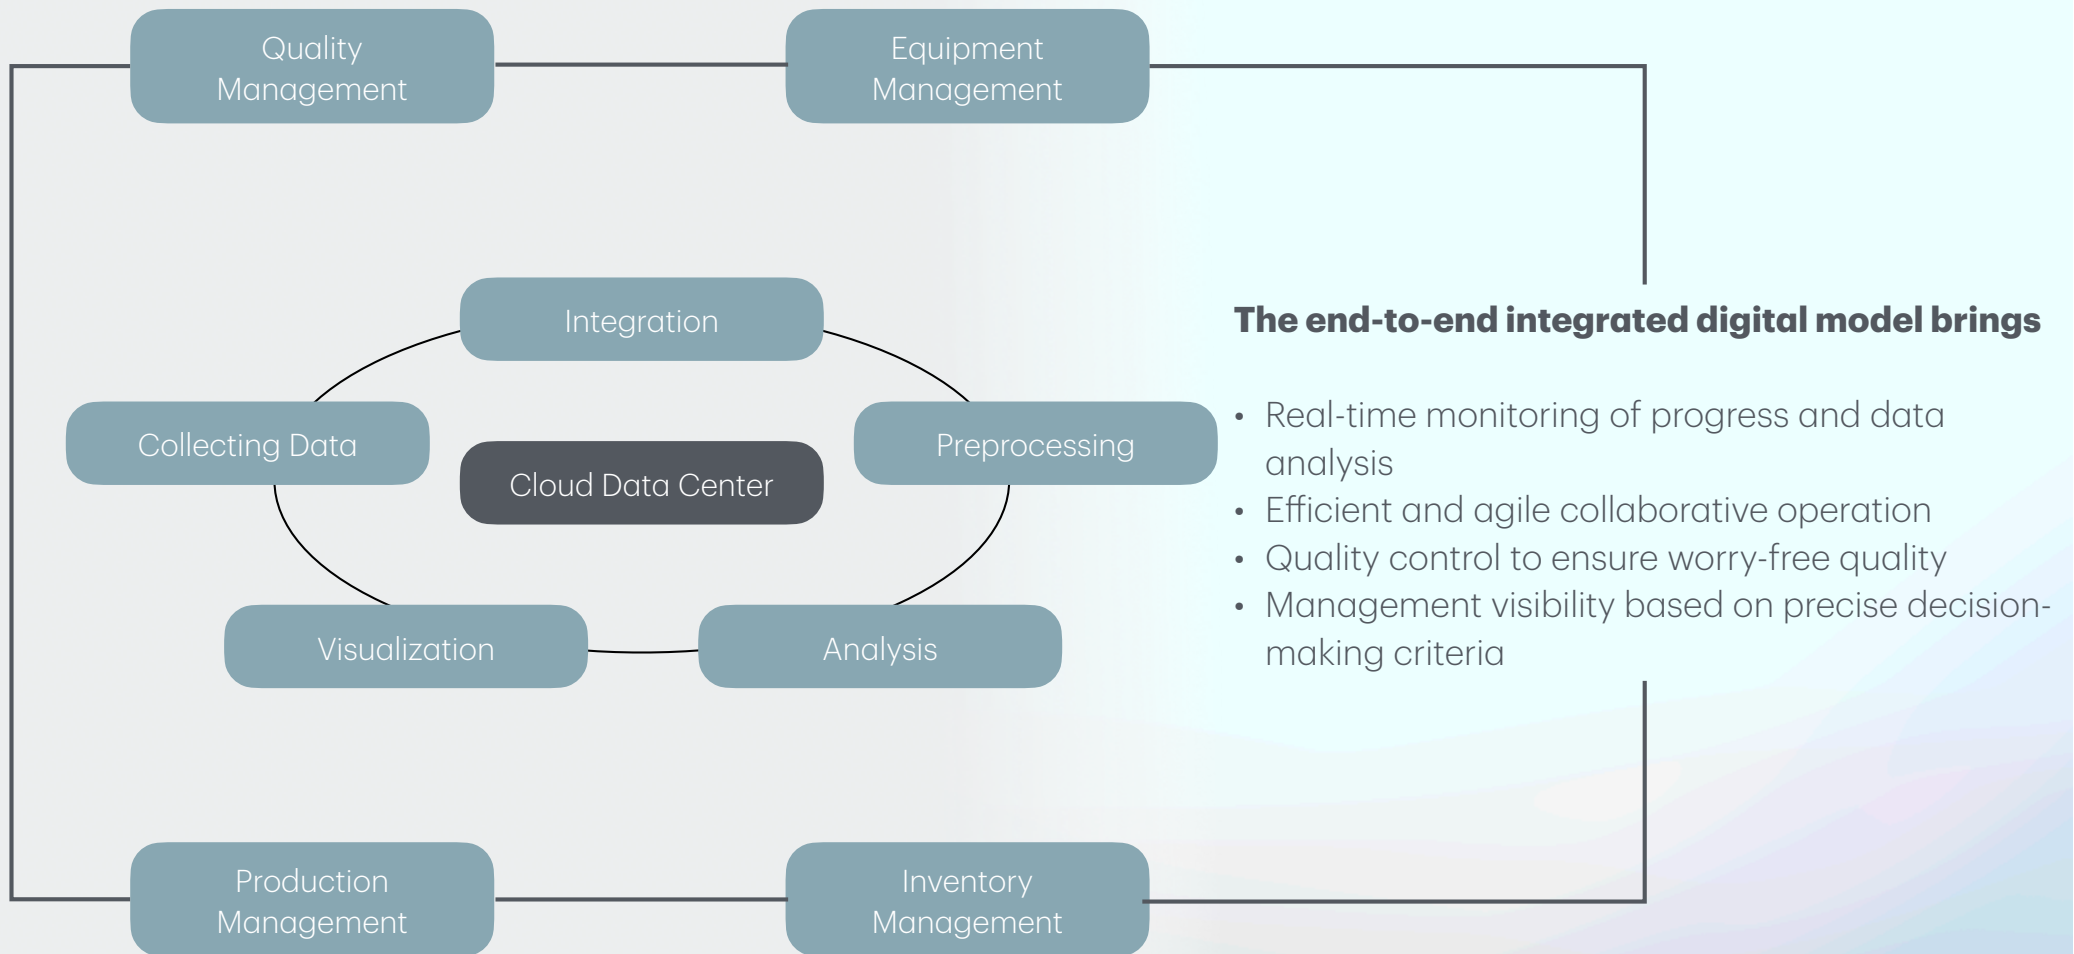 Quality
Management
Equipment
Management
Integration
Collecting Data
Preprocessing
Cloud Data Center
Visualization
Analysis
Production
Management
Inventory
Management
The end-to-end integrated digital model brings
• Real-time monitoring of progress and data
analysis
• Efficient and agile collaborative operation
• Quality control to ensure worry-free quality
• Management visibility based on precise decision-
making criteria